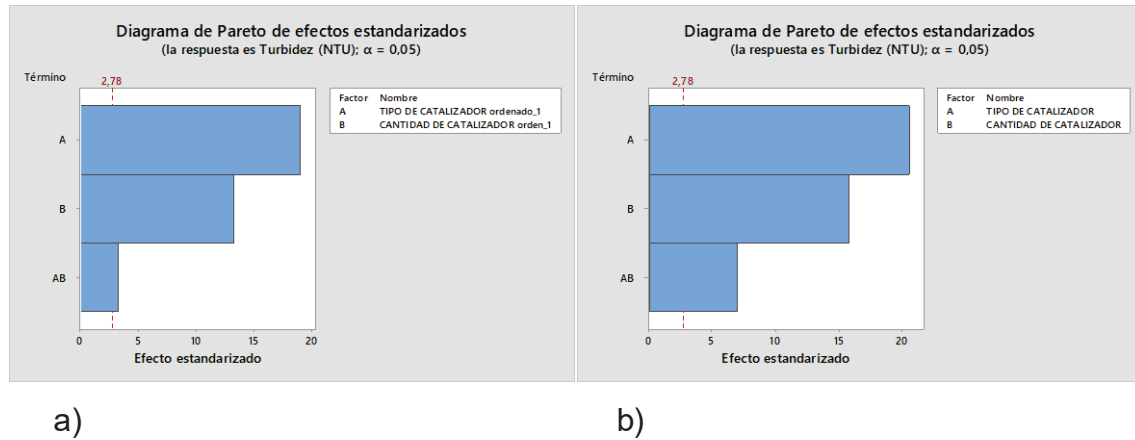 Diagrama de Pareto de efectos estandarizados
(la respuesta es Turbidez (NTU); α = 0,05)
Término
2,78
A
B
AB
0 5 10 15 20
Efecto estandarizado
Factor Nombre
A TIPO DE CATALIZADOR ordenado_1
B CANTIDAD DE CATALIZADOR orden_1
a)
Diagrama de Pareto de efectos estandarizados
(la respuesta es Turbidez (NTU); α = 0,05)
Término
2,78
A
B
AB
0 5 10 15 20
Efecto estandarizado
Factor Nombre
A TIPO DE CATALIZADOR
B CANTIDAD DE CATALIZADOR
b)